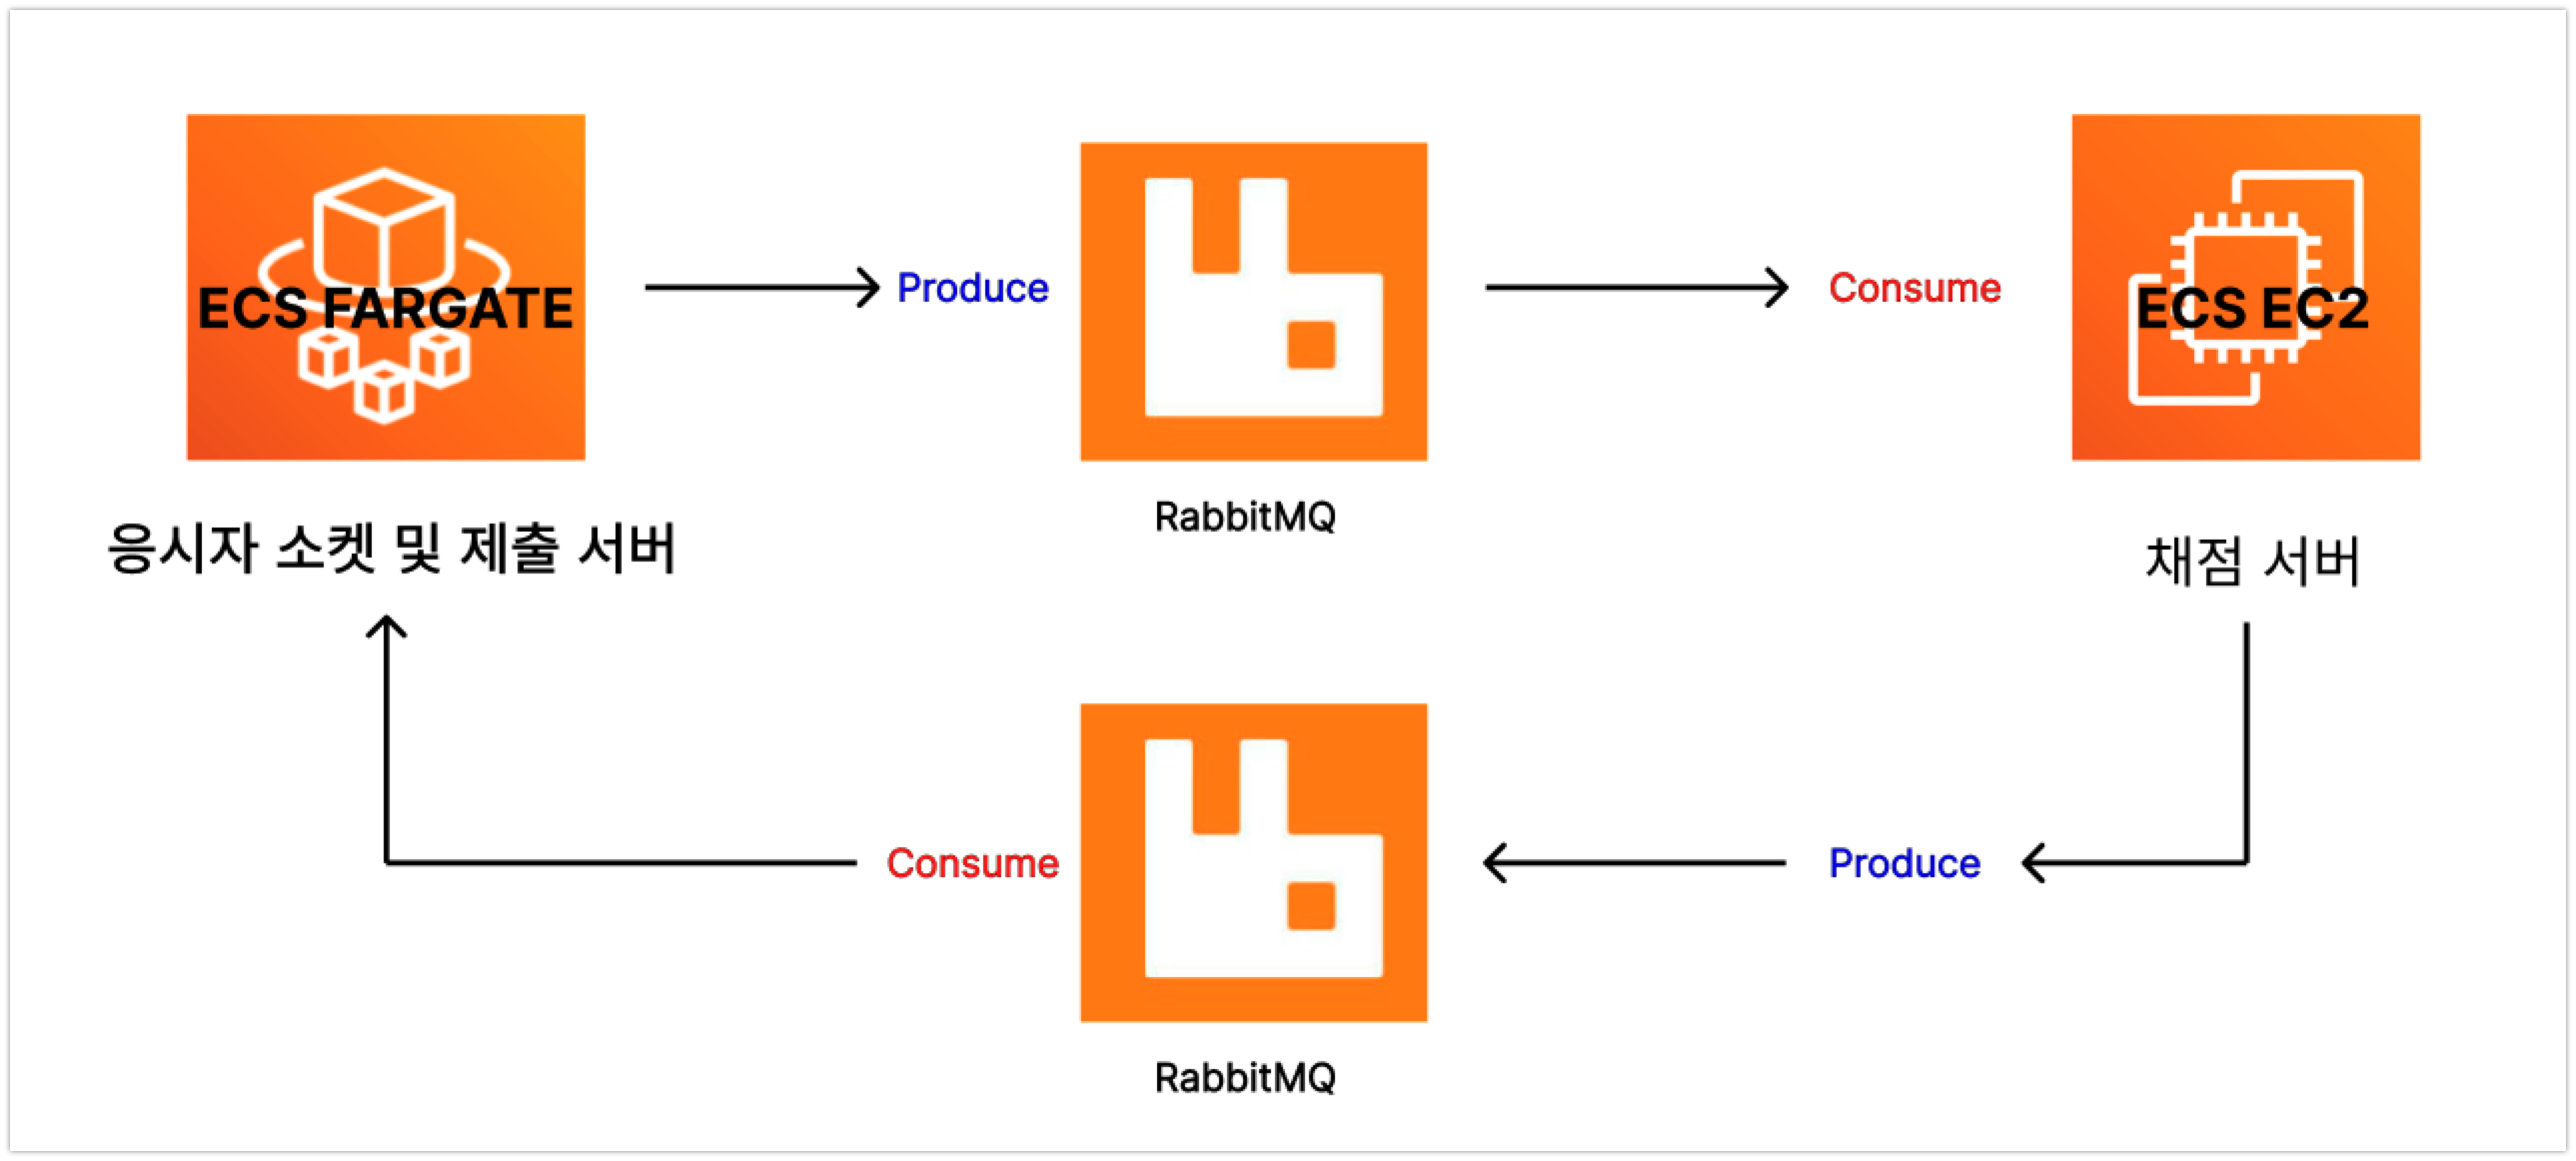 ECS FARGATE
Produce
Consume
ECS EC2
RabbitMQ
응시자 소켓 및 제출 서버
채점 서버
Consume
Produce
RabbitMQ